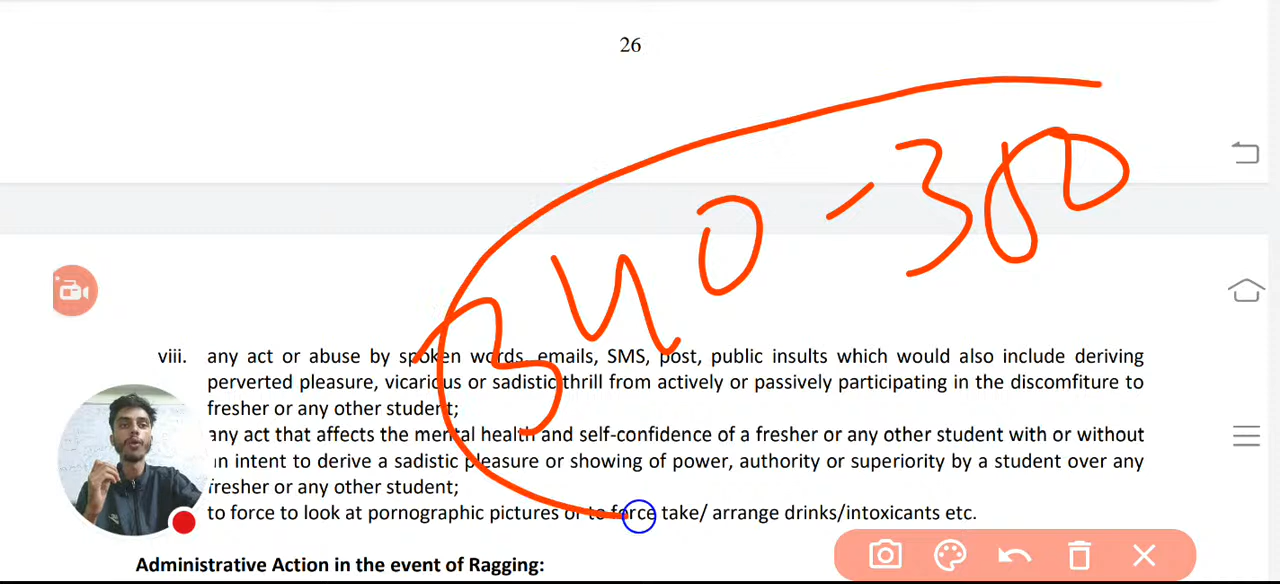 26
340-380
viii. any act or abuse by spoken words, emails, SMS, post, public insults which would also include deriving
perverted pleasure, vicarious or sadistic thrill from actively or passively participating in the discomfiture to
fresher or any other student;
any act that affects the mental health and self-confidence of a fresher or any other student with or without
an intent to derive a sadistic pleasure or showing of power, authority or superiority by a student over any
fresher or any other student;
to force to look at pornographic pictures or to force take/ arrange drinks/intoxicants etc.
Administrative Action in the event of Ragging: